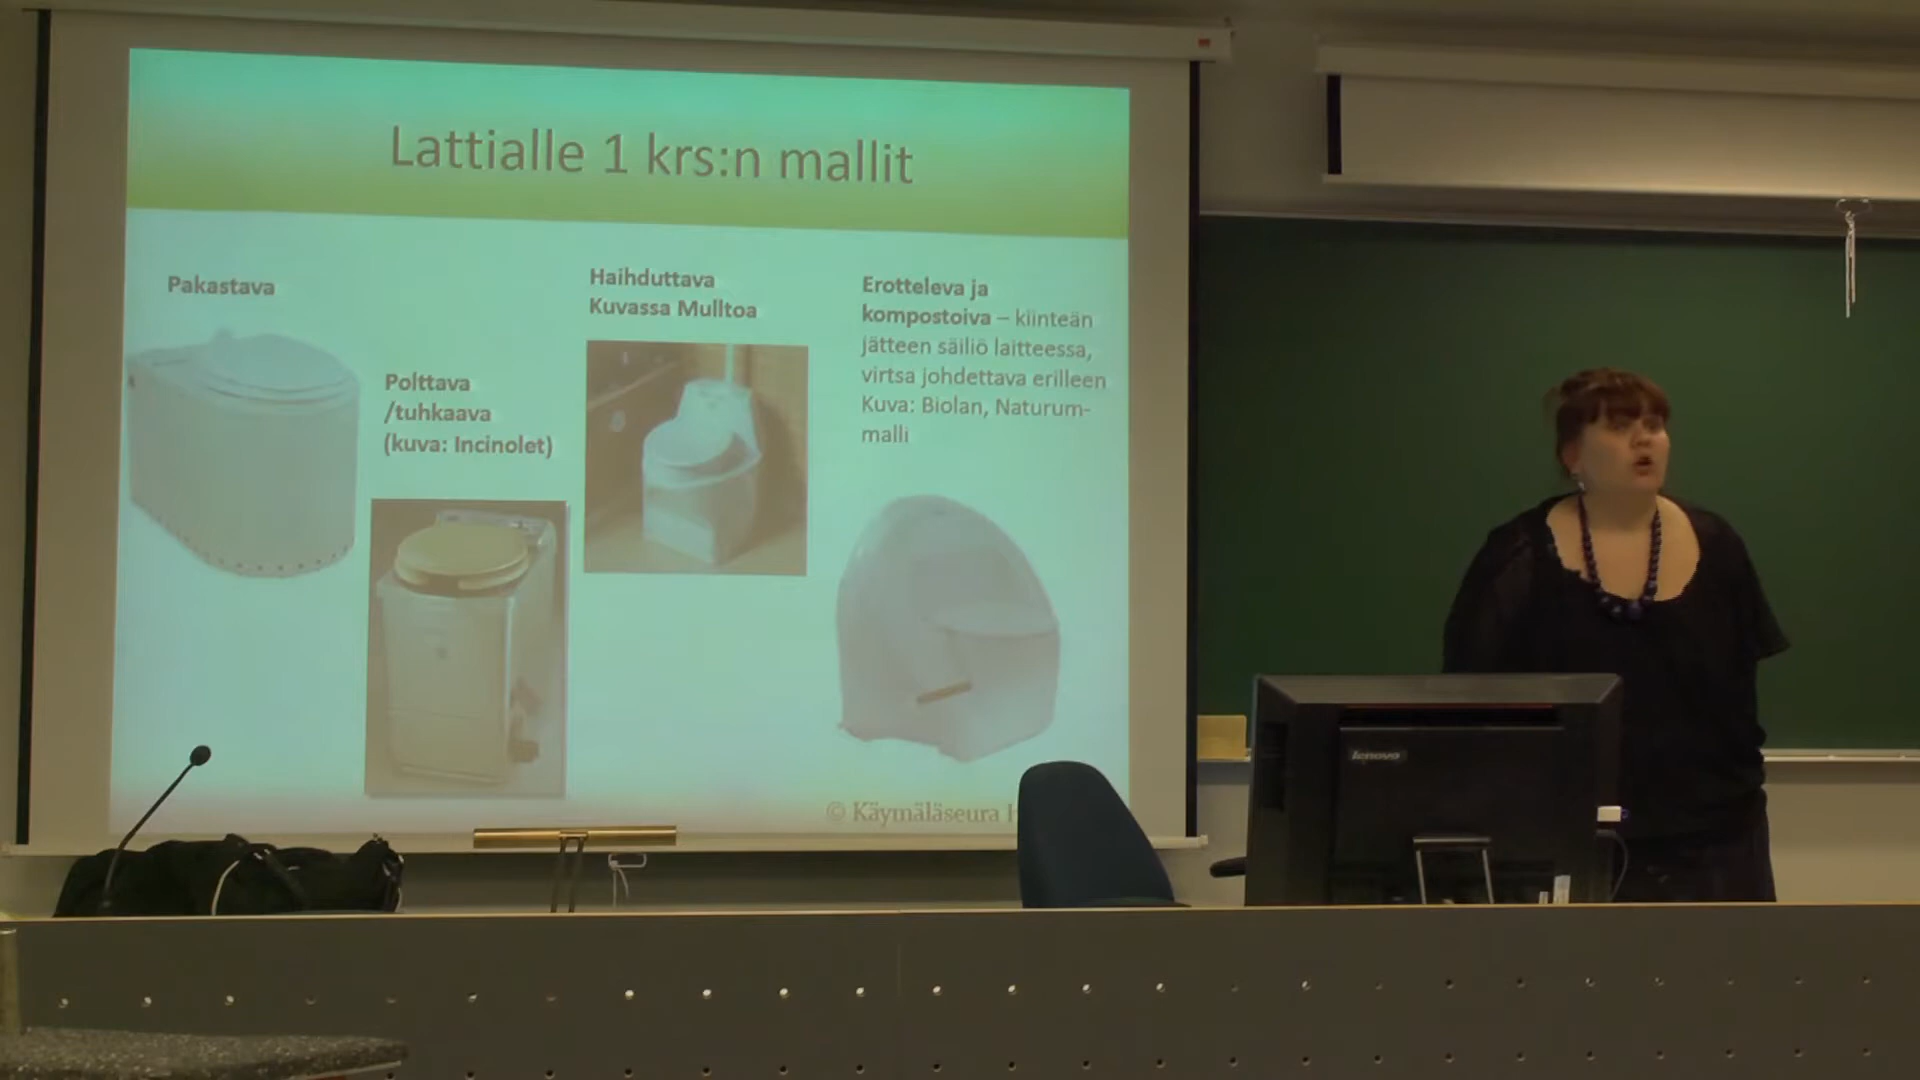 Lattialle 1 krs:n mallit
Pakastava
Polttava
/tuhkaava
(kuva: Incinolet)
Haihduttava
Kuvassa Mulltoa
Erotteleva ja
kompostoiva – kiinteän
jätteen säiliö laitteessa,
virtsa johdettava erilleen
Kuva: Biolan, Naturum-
malli
© Käymäläseura
lenovo